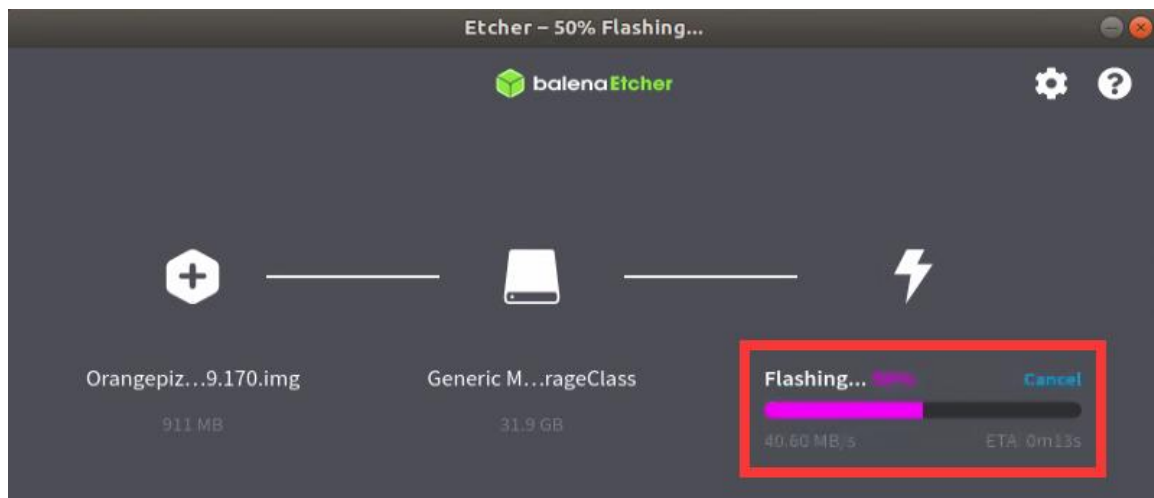 Etcher – 50% Flashing...
balenaEtcher
Orangepiz...9.170.img
Generic M...rageClass
Flashing... 50%
Cancel
911 MB
31.9 GB
40.60 MB/s
ETA: 0m13s